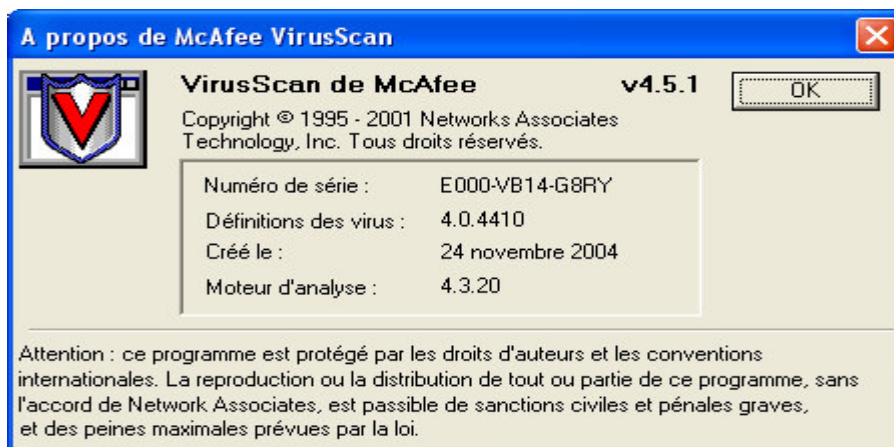 A propos de McAfee VirusScan
VirusScan de McAfee v4.5.1
OK
Copyright © 1995 - 2001 Networks Associates
Technology, Inc. Tous droits réservés.
Numéro de série : E000-VB14-G8RY
Définitions des virus : 4.0.4410
Créé le : 24 novembre 2004
Moteur d'analyse : 4.3.20
Attention : ce programme est protégé par les droits d'auteurs et les conventions
internationales. La reproduction ou la distribution de tout ou partie de ce programme, sans
l'accord de Network Associates, est passible de sanctions civiles et pénales graves,
et des peines maximales prévues par la loi.